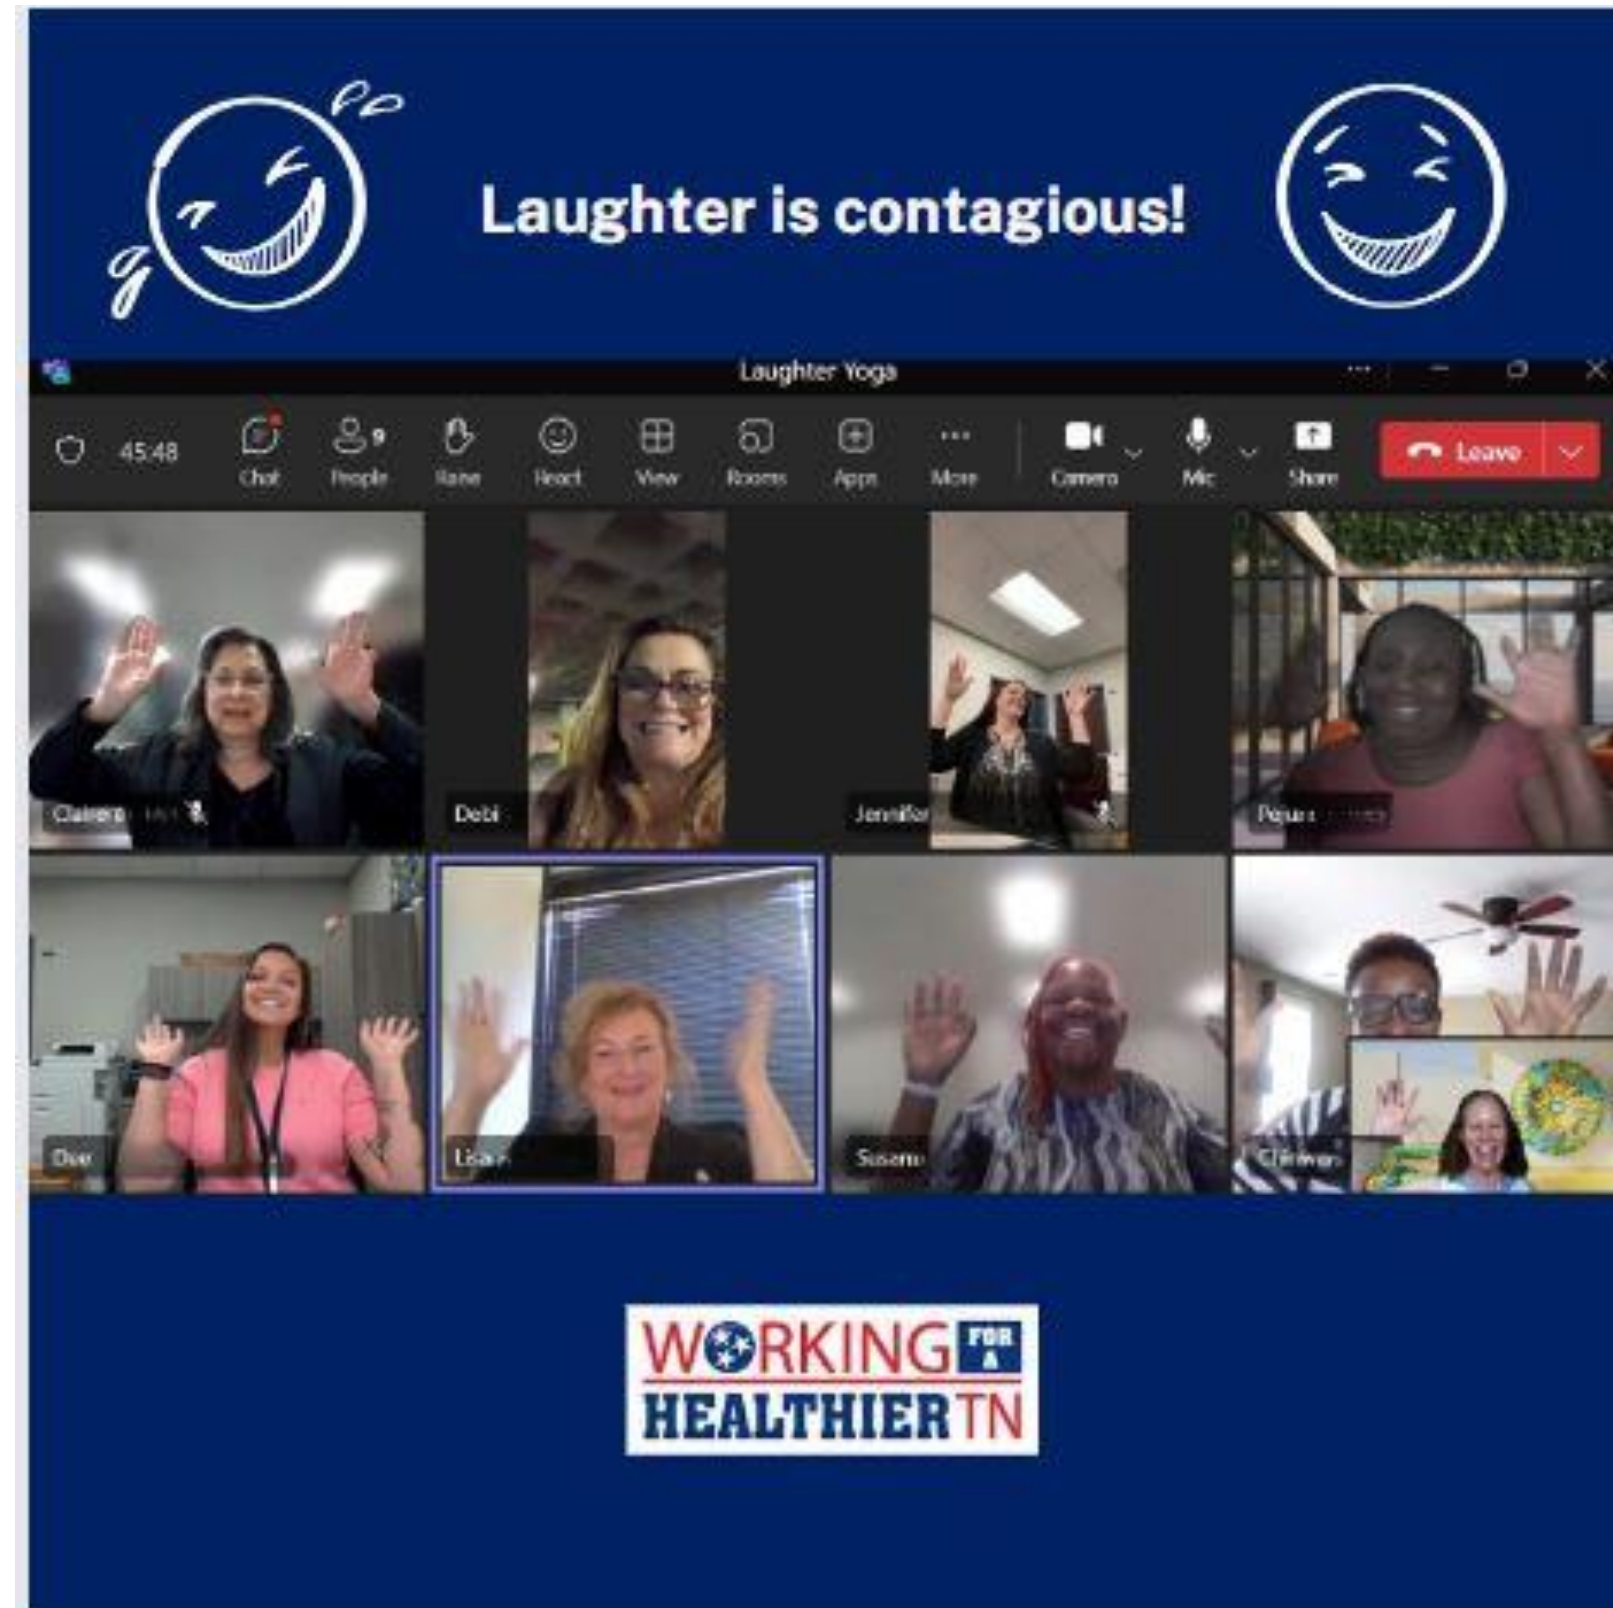 Laughter is contagious!
Laughter Yoga
45:48
Chat
9
People
Raise
React
View
Rooms
Apps
More
Camera
Mic
Share
Leave
Debi
Jennifer
Dee
Lisa
WORKING FOR A
HEALTHIER TN